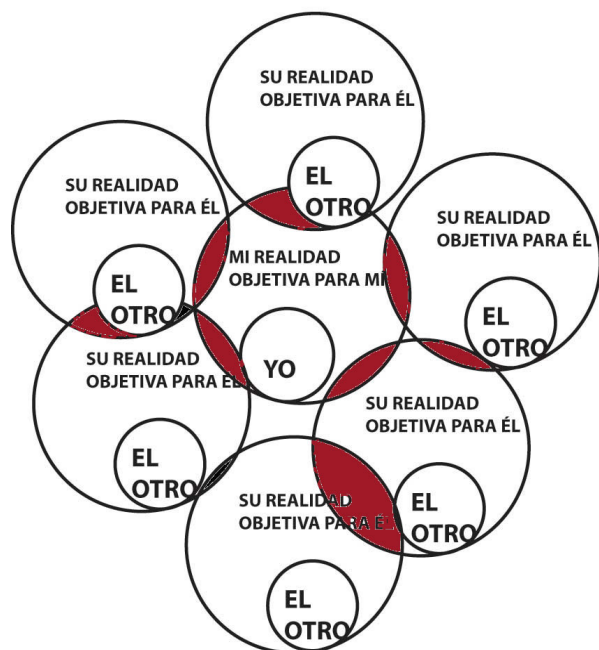 SU REALIDAD
OBJETIVA PARA ÉL
EL
OTRO
SU REALIDAD
OBJETIVA PARA ÉL
EL
OTRO
SU REALIDAD
OBJETIVA PARA ÉL
EL
OTRO
MI REALIDAD
OBJETIVA PARA MÍ
YO
SU REALIDAD
OBJETIVA PARA ÉL
EL
OTRO
SU REALIDAD
OBJETIVA PARA ÉL
EL
OTRO
SU REALIDAD
OBJETIVA PARA ÉL
EL
OTRO